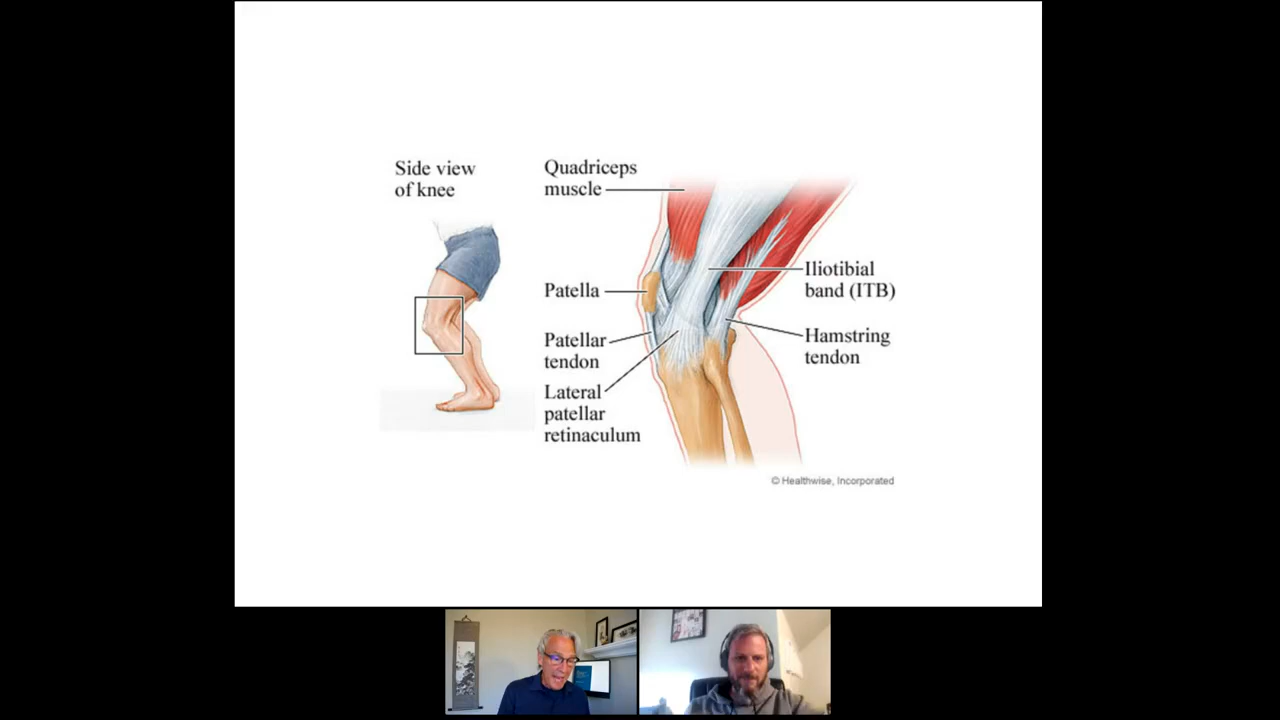 Side view
of knee
Quadriceps
muscle
Patella
Patellar
tendon
Lateral
patellar
retinaculum
Iliotibial
band (ITB)
Hamstring
tendon
© Healthwise, Incorporated